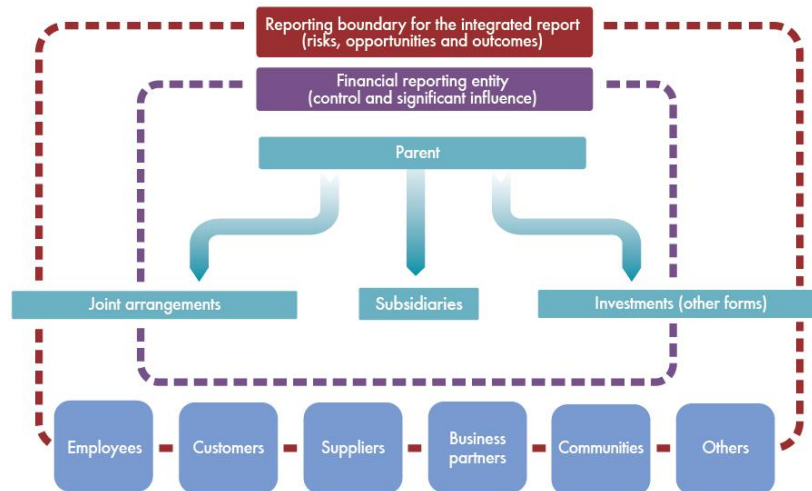 Reporting boundary for the integrated report
(risks, opportunities and outcomes)
Financial reporting entity
(control and significant influence)
Parent
Joint arrangements
Subsidiaries
Investments (other forms)
Employees
Customers
Suppliers
Business
partners
Communities
Others